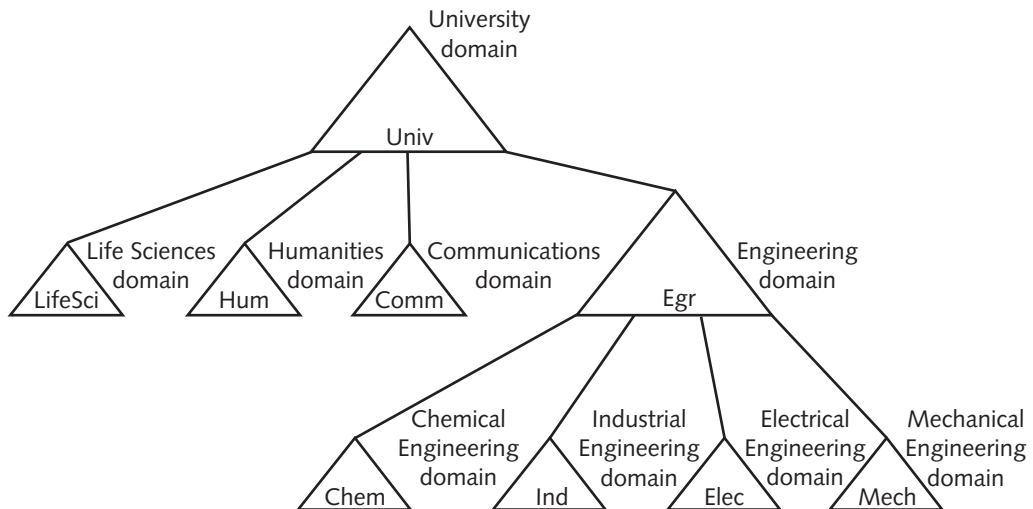 University
domain
Univ
Life Sciences
domain
LifeSci
Humanities
domain
Hum
Communications
domain
Comm
Engineering
domain
Egr
Chemical
Engineering
domain
Chem
Industrial
Engineering
domain
Ind
Electrical
Engineering
domain
Elec
Mechanical
Engineering
domain
Mech